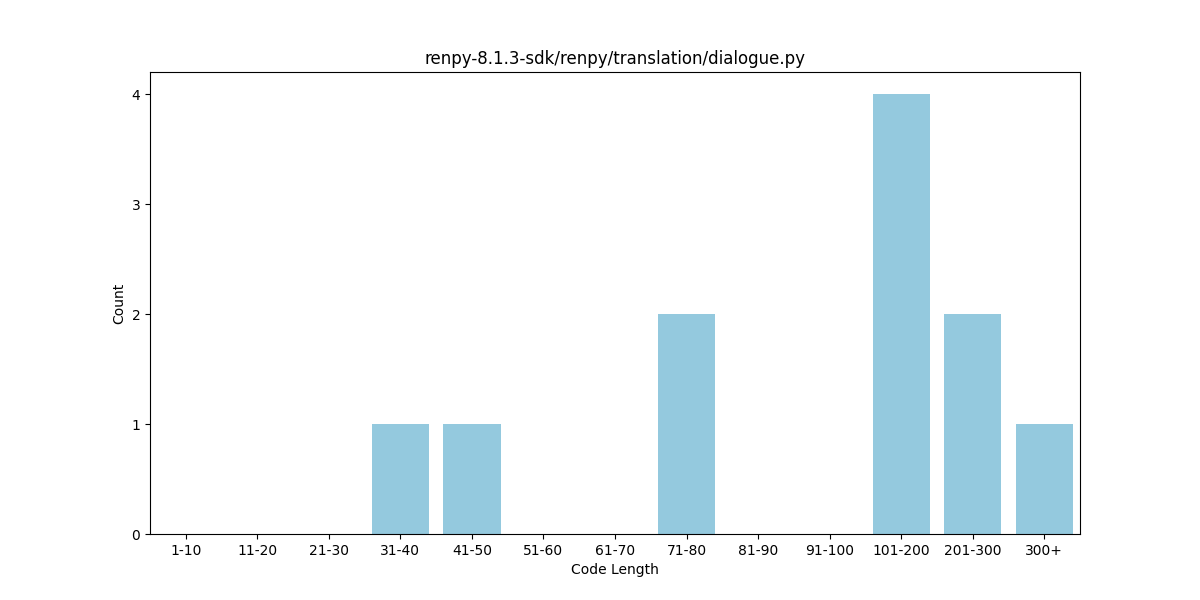 renpy-8.1.3-sdk/renpy/translation/dialogue.py
4
3
2
1
0
Count
1-10 11-20 21-30 31-40 41-50 51-60 61-70 71-80 81-90 91-100 101-200 201-300 300+
Code Length